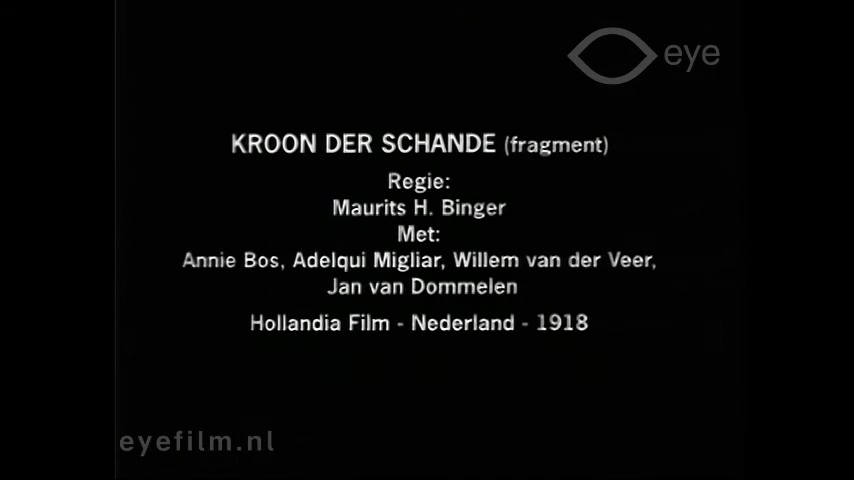 eye
KROON DER SCHANDE (fragment)
Regie:
Maurits H. Binger
Met:
Annie Bos, Adelqui Migliar, Willem van der Veer,
Jan van Dommelen
Hollandia Film - Nederland - 1918
eyefilm.nl